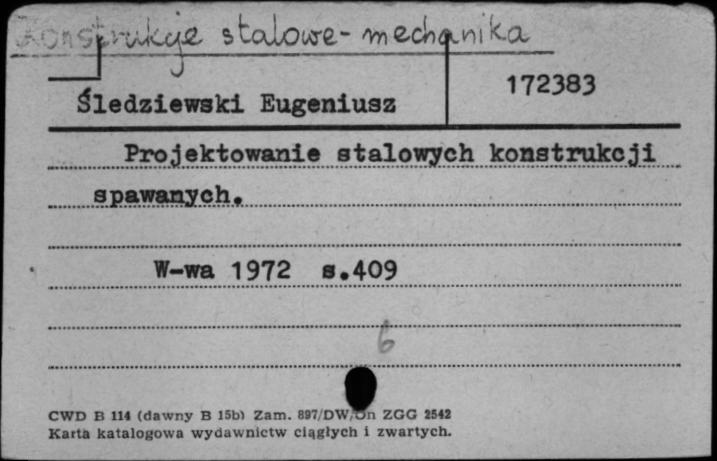 Konstrukcje stalowe - mechanika
172383
Śledziewski Eugeniusz
Projektowanie stalowych konstrukcji
spawanych.
W-wa 1972 s.409
6
CWD B 114 (dawny B 15b) Zam. 897/DW/Dn ZGG 2542
Karta katalogowa wydawnictw ciągłych i zwartych.